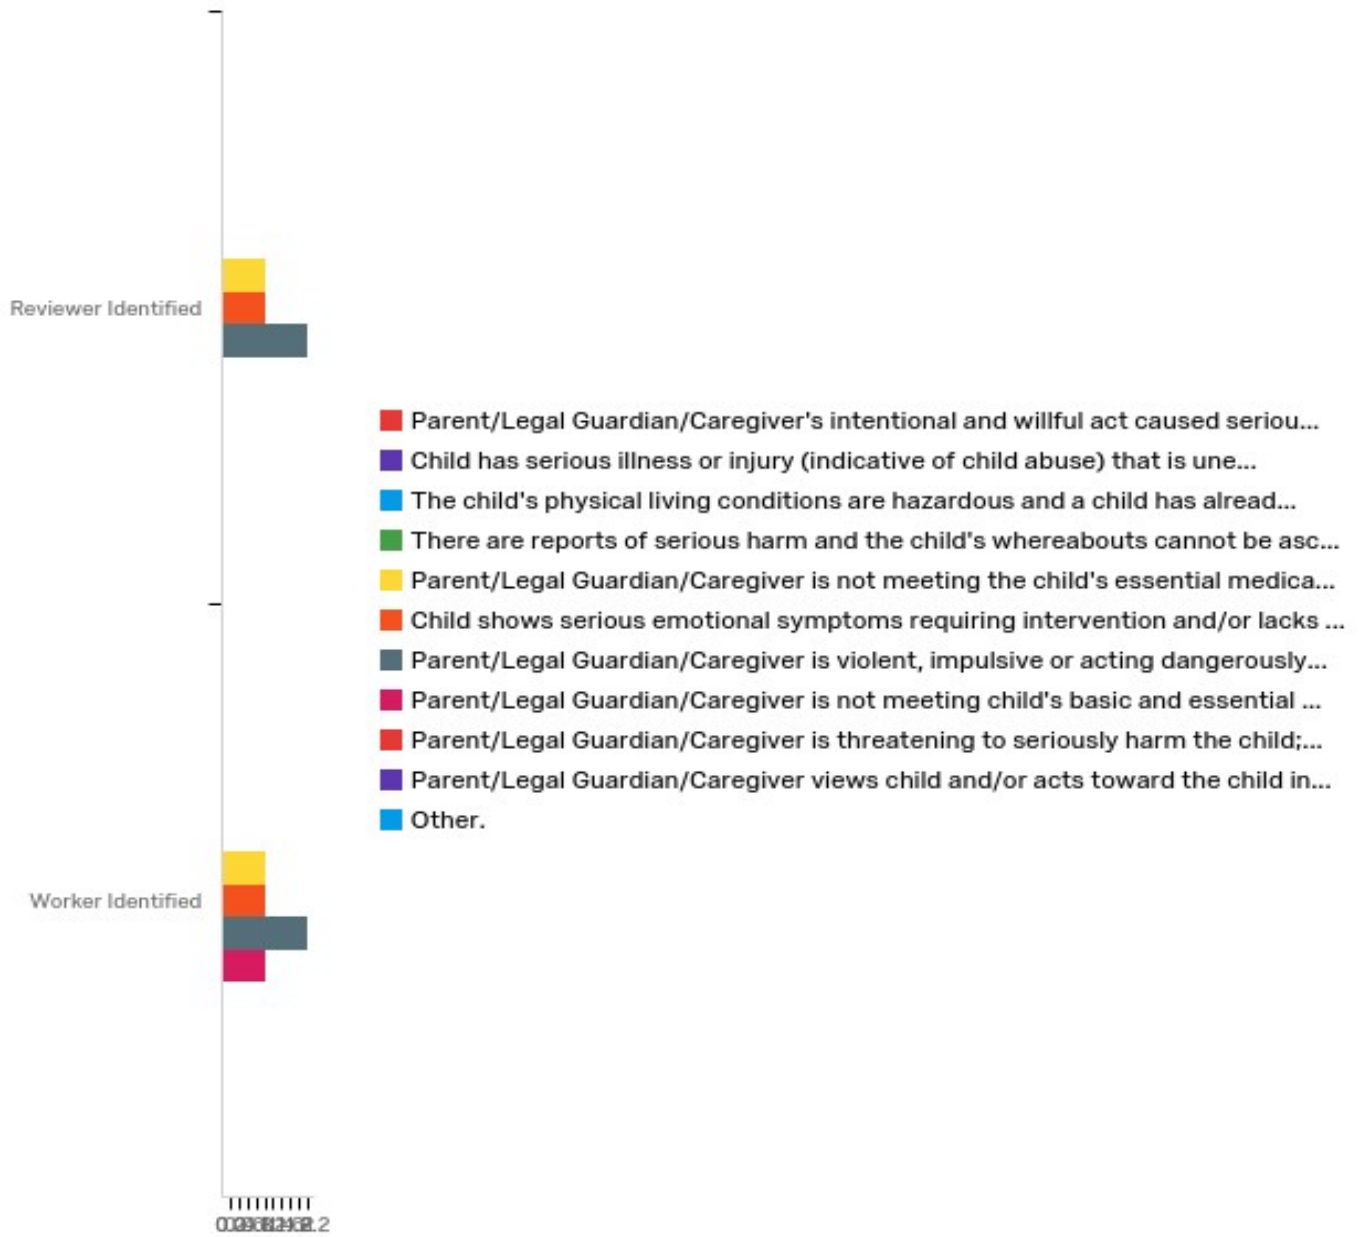 Reviewer Identified
Parent/Legal Guardian/Caregiver's intentional and willful act caused seriou...
Child has serious illness or injury (indicative of child abuse) that is une...
The child's physical living conditions are hazardous and a child has alread...
There are reports of serious harm and the child's whereabouts cannot be asc...
Parent/Legal Guardian/Caregiver is not meeting the child's essential medica...
Child shows serious emotional symptoms requiring intervention and/or lacks ...
Parent/Legal Guardian/Caregiver is violent, impulsive or acting dangerously...
Parent/Legal Guardian/Caregiver is not meeting child's basic and essential ...
Parent/Legal Guardian/Caregiver is threatening to seriously harm the child;...
Parent/Legal Guardian/Caregiver views child and/or acts toward the child in...
Other.
Worker Identified